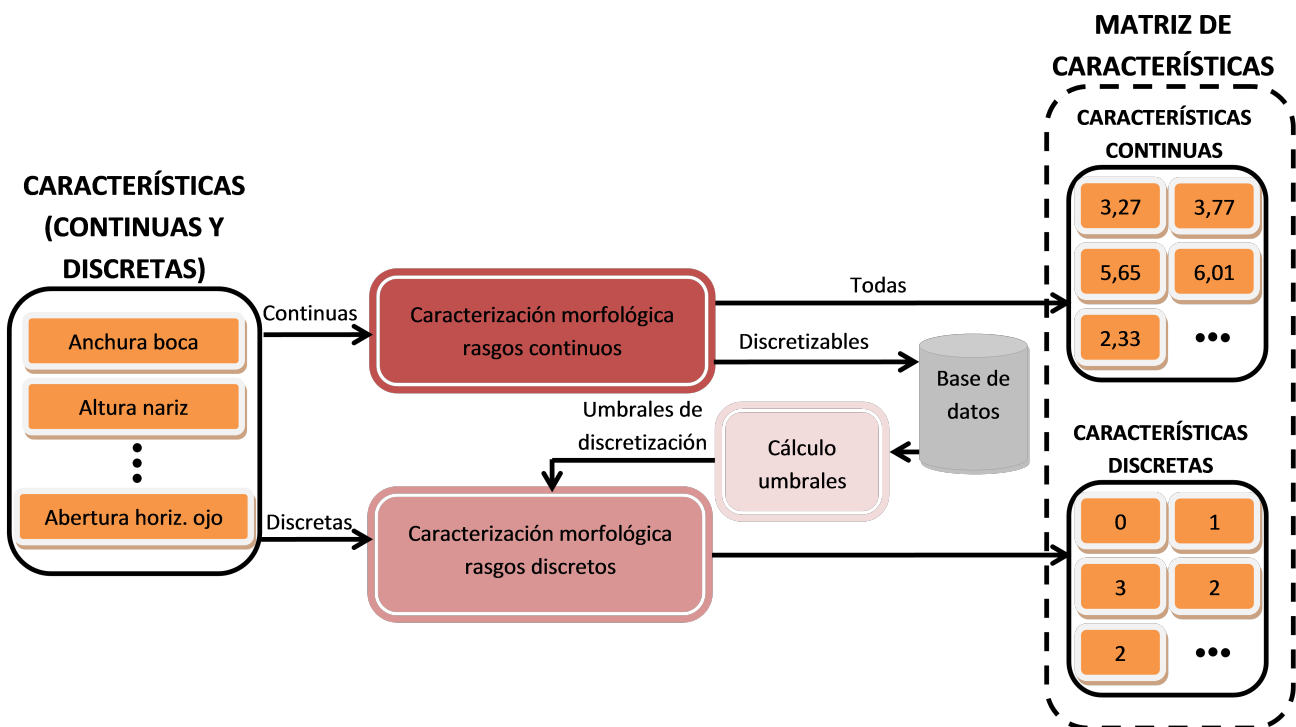 MATRIZ DE
CARACTERÍSTICAS
CARACTERÍSTICAS
CONTINUAS
3,27
3,77
5,65
6,01
2,33
•••
CARACTERÍSTICAS
(CONTINUAS Y
DISCRETAS)
Anchura boca
Altura nariz
Abertura horiz. ojo
Continuas
Discretas
Caracterización morfológica
rasgos continuos
Todas
Discretizables
Base de
datos
Cálculo
umbrales
Umbrales de
discretización
Caracterización morfológica
rasgos discretos
CARACTERÍSTICAS
DISCRETAS
0
1
3
2
2
•••